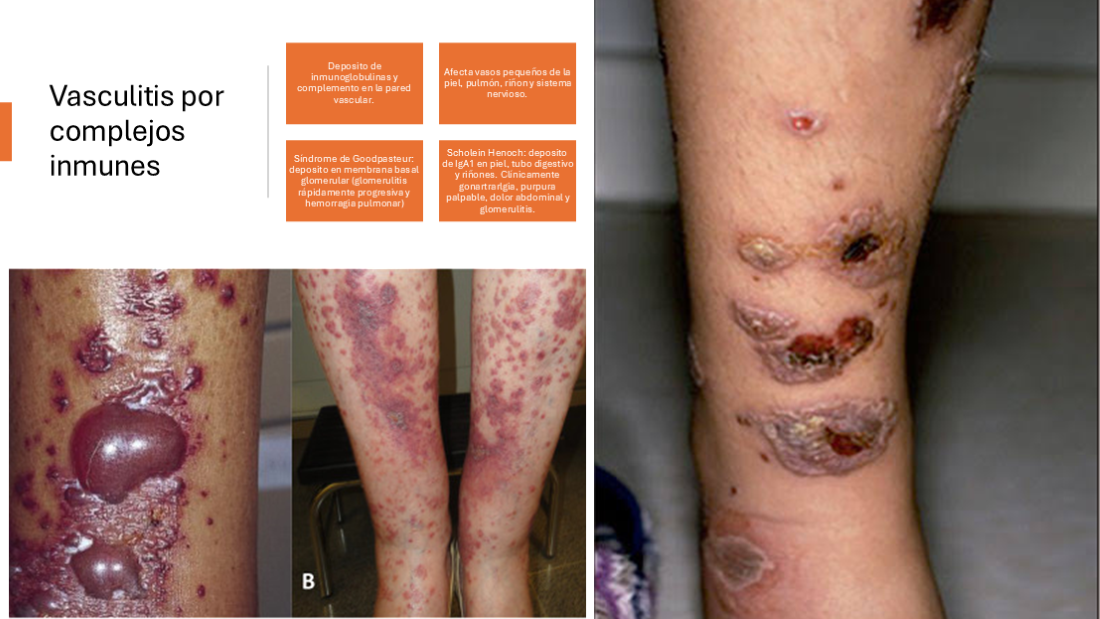 Vasculitis por
complejos
inmunes
Deposito de
inmunoglobulinas y
complemento en la pared
vascular.
Afecta vasos pequeños de la
piel, pulmón, riñon y sistema
nervioso.
Síndrome de Goodpasteur:
deposito en membrana basal
glomerular (glomerulitis
rápidamente progresiva y
hemorragia pulmonar)
Scholein Henoch: deposito
de IgA1 en piel, tubo digestivo
y riñones. Clínicamente
gonartrarlgia, purpura
palpable, dolor abdominal y
glomerulitis.
B